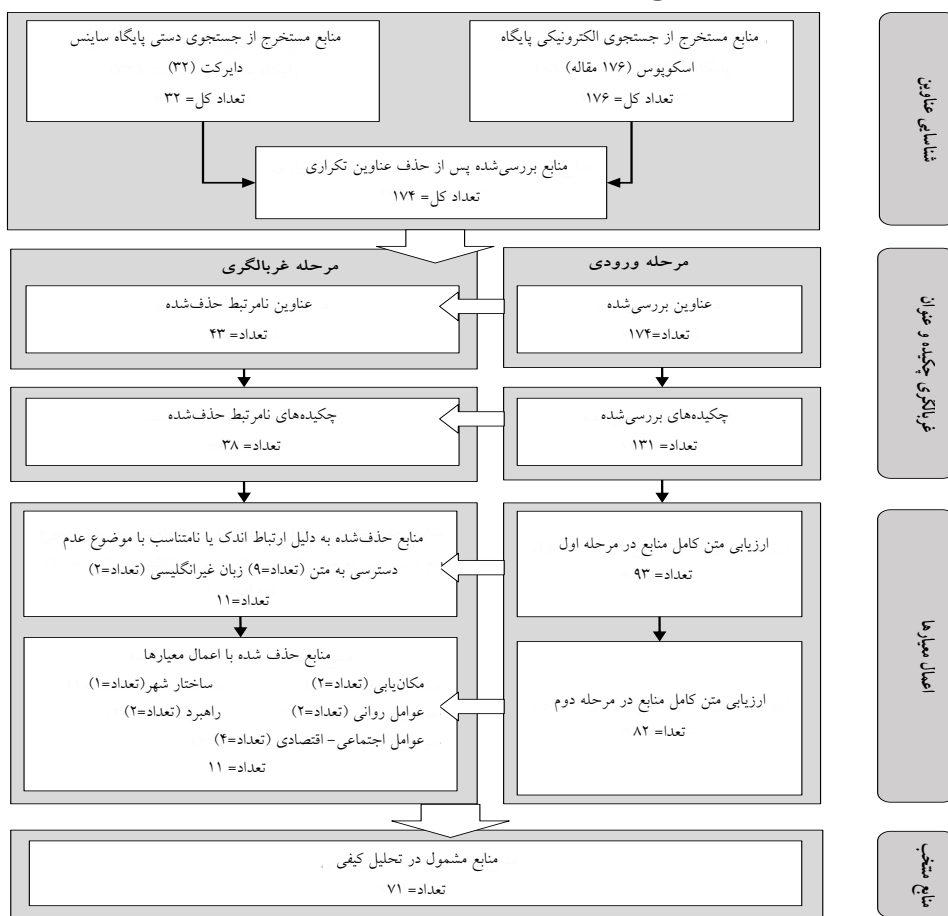 منابع مستخرج از جستجوی الکترونیکی پایگاه
اسکوپوس (۱۷۶ مقاله)
تعداد کل= ۱۷۶
منابع مستخرج از جستجوی دستی پایگاه ساینس
دایرکت (۳۲)
تعداد کل= ۳۲
منابع بررسی‌شده پس از حذف عناوین تکراری
تعداد کل= ۱۷۴
شناسایی عناوین
مرحله ورودی
مرحله غربالگری
عناوین بررسی‌شده
تعداد=۱۷۴
عناوین نامرتبط حذف‌شده
تعداد= ۴۳
چکیده‌های بررسی‌شده
تعداد= ۱۳۱
چکیده‌های نامرتبط حذف‌شده
تعداد= ۳۸
غربالگری چکیده و عنوان
ارزیابی متن کامل منابع در مرحله اول
تعداد= ۹۳
منابع حذف‌شده به دلیل ارتباط اندک یا نامتناسب با موضوع عدم
دسترسی به متن (تعداد=۹) زبان غیرانگلیسی (تعداد=۲)
تعداد=۱۱
ارزیابی متن کامل منابع در مرحله دوم
تعدا= ۸۲
منابع حذف شده با اعمال معیارها
مکان‌یابی (تعداد=۲) ساختار شهر(تعداد=۱)
عوامل روانی (تعداد=۲) راهبرد (تعداد=۲)
عوامل اجتماعی- اقتصادی (تعداد=۴)
تعداد= ۱۱
اعمال معیارها
منابع مشمول در تحلیل کیفی
تعداد= ۷۱
منابع منتخب